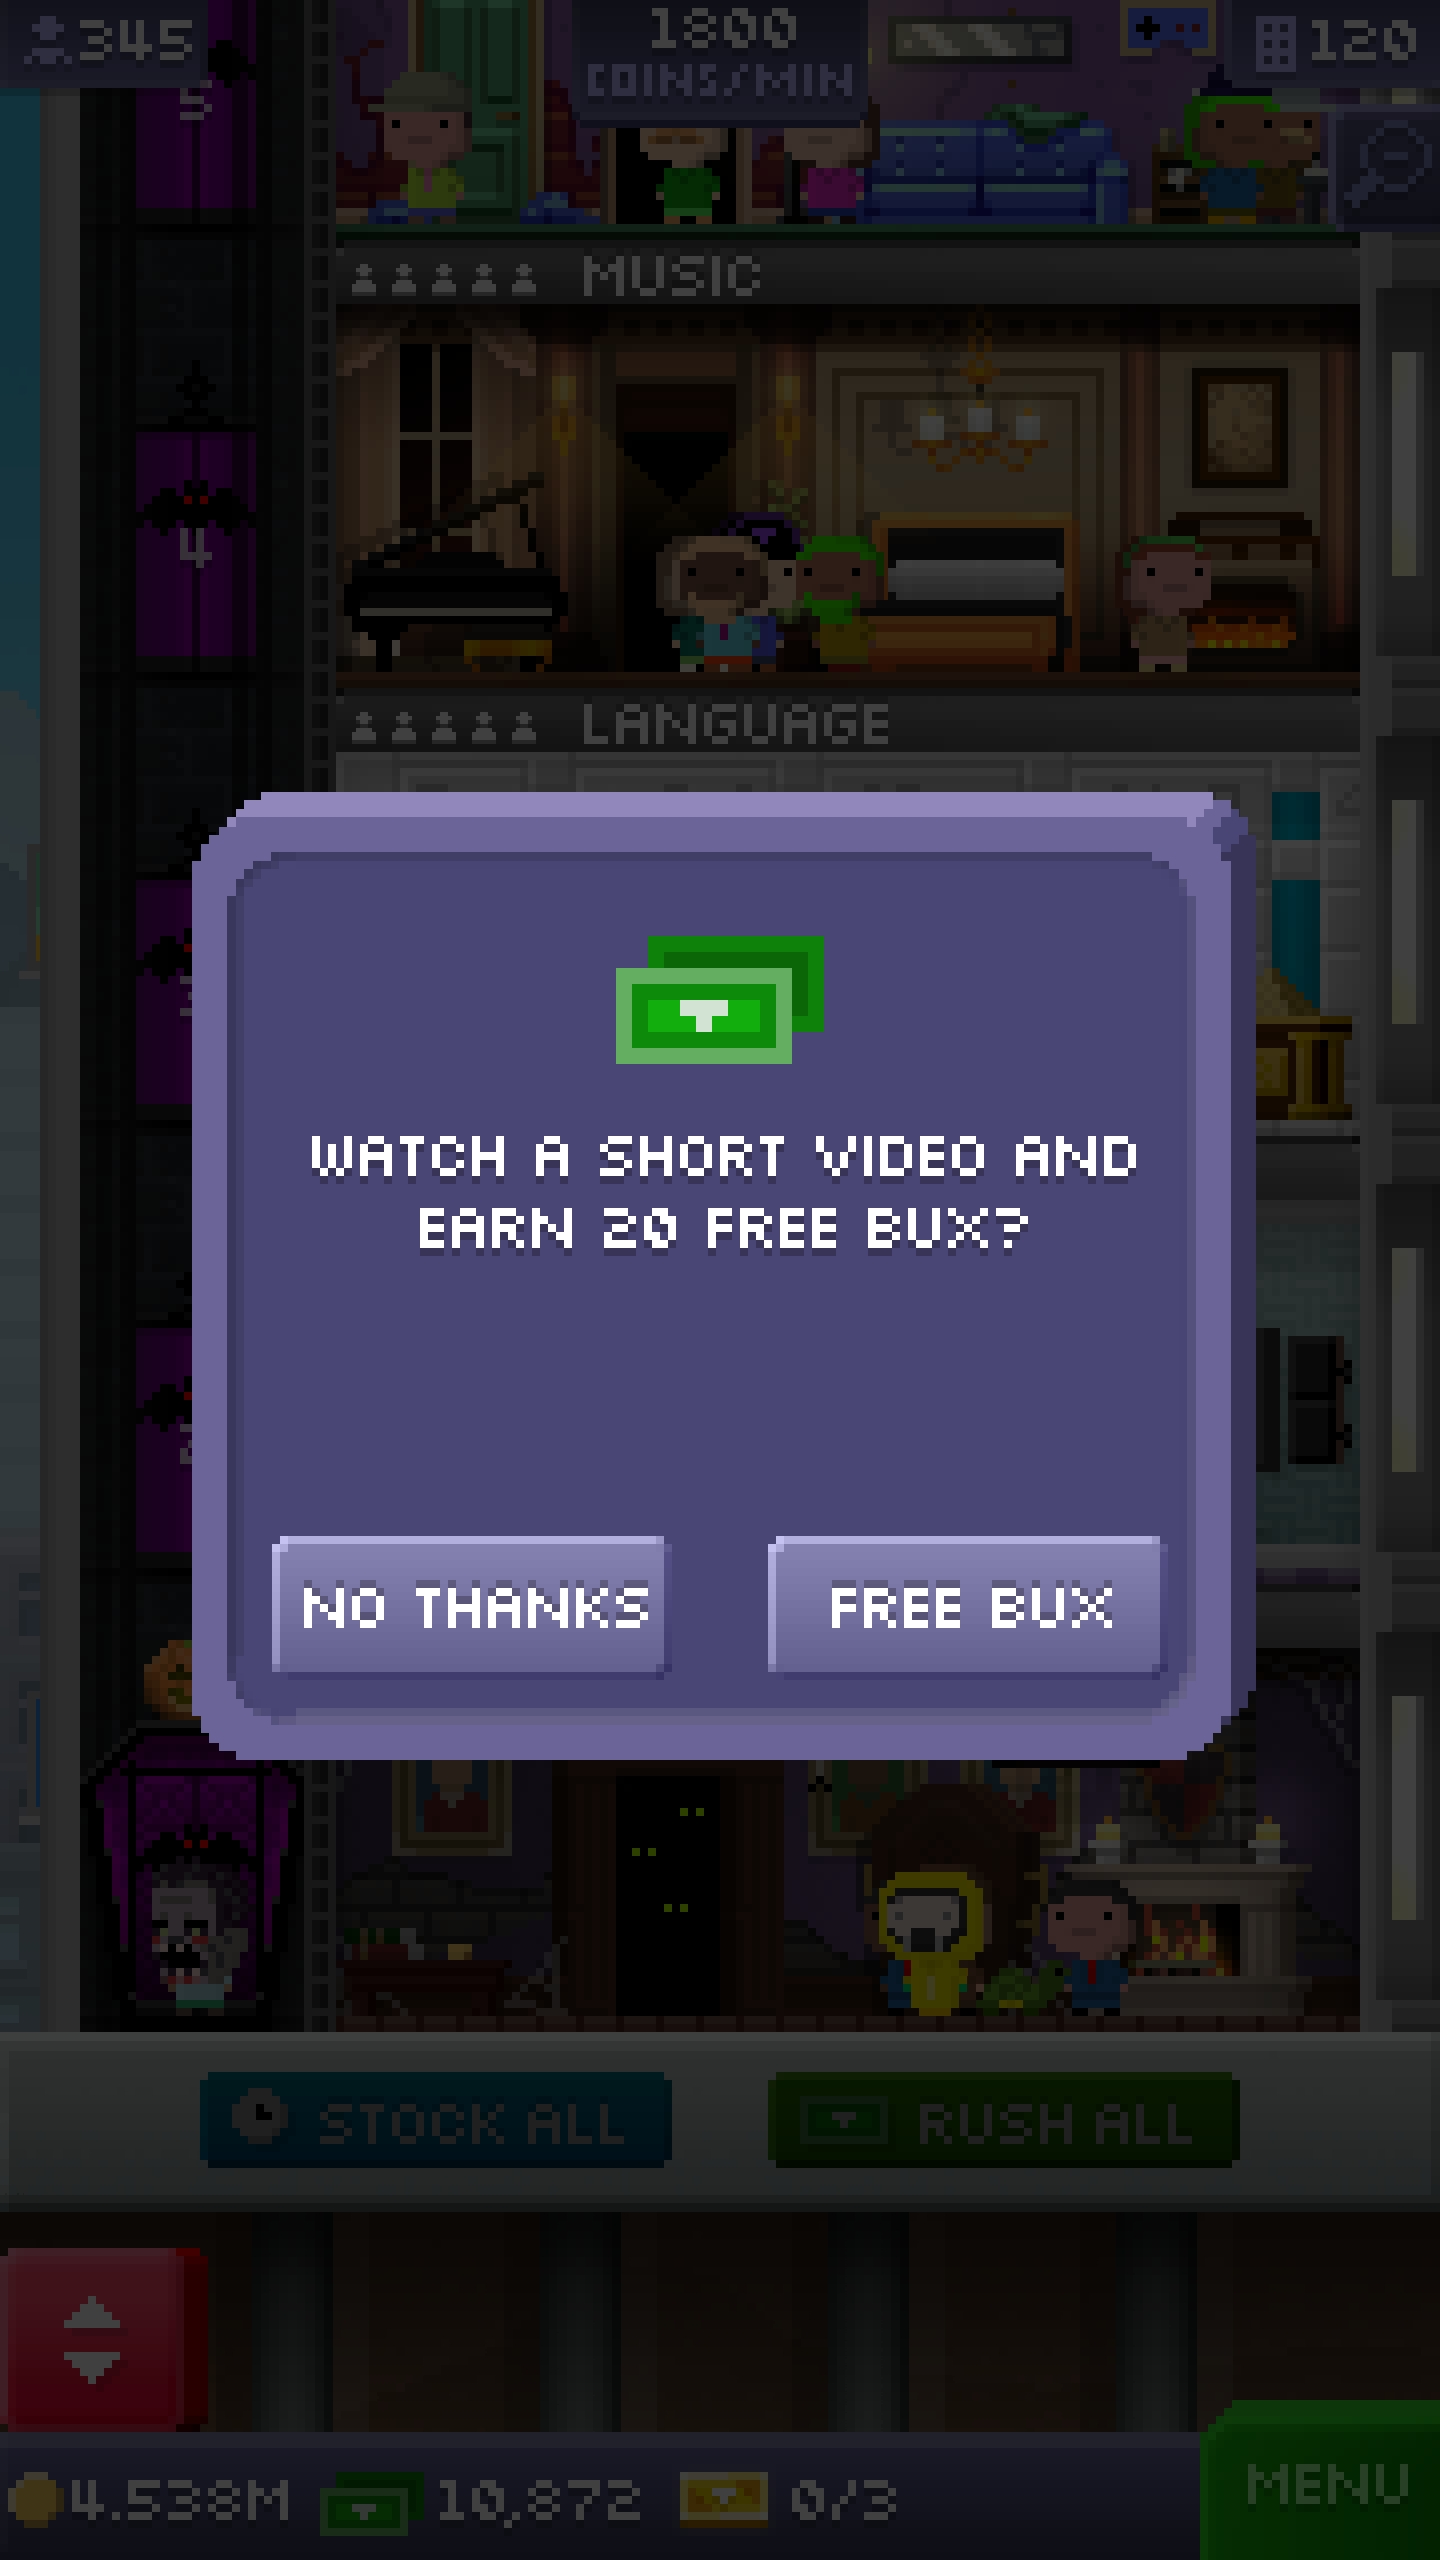 345
1800
COINS/MIN
120
5
MUSIC
4
LANGUAGE
WATCH A SHORT VIDEO AND
EARN 20 FREE BUX?
NO THANKS
FREE BUX
STOCK ALL
RUSH ALL
4.538M
10,872
0/3
MENU